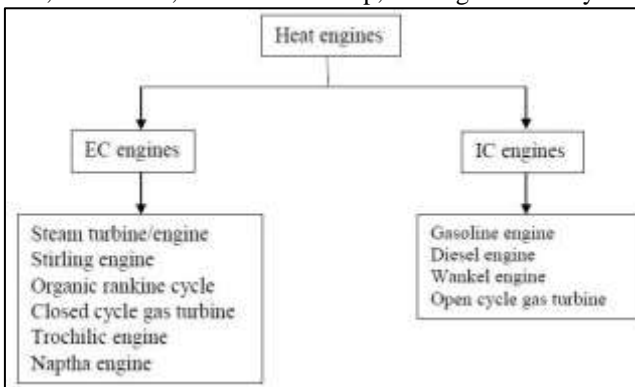 Heat engines
EC engines
IC engines
Steam turbine/engine
Stirling engine
Organic rankine cycle
Closed cycle gas turbine
Trochilic engine
Naptha engine
Gasoline engine
Diesel engine
Wankel engine
Open cycle gas turbine